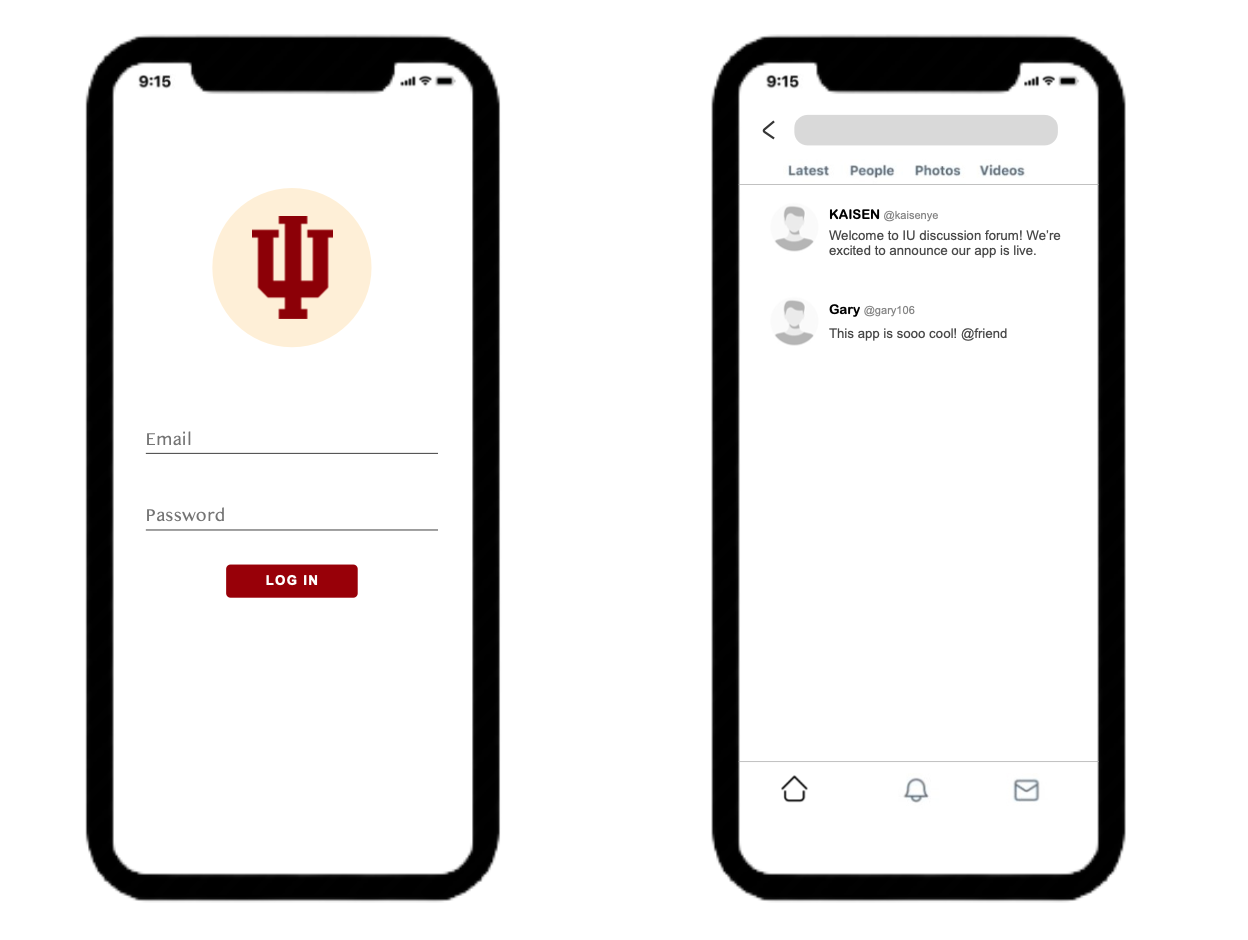 9:15
IU
Email
Password
LOG IN
9:15
Latest People Photos Videos
KAISEN @kaisenye
Welcome to IU discussion forum! We're
excited to announce our app is live.
Gary @gary106
This app is sooo cool! @friend